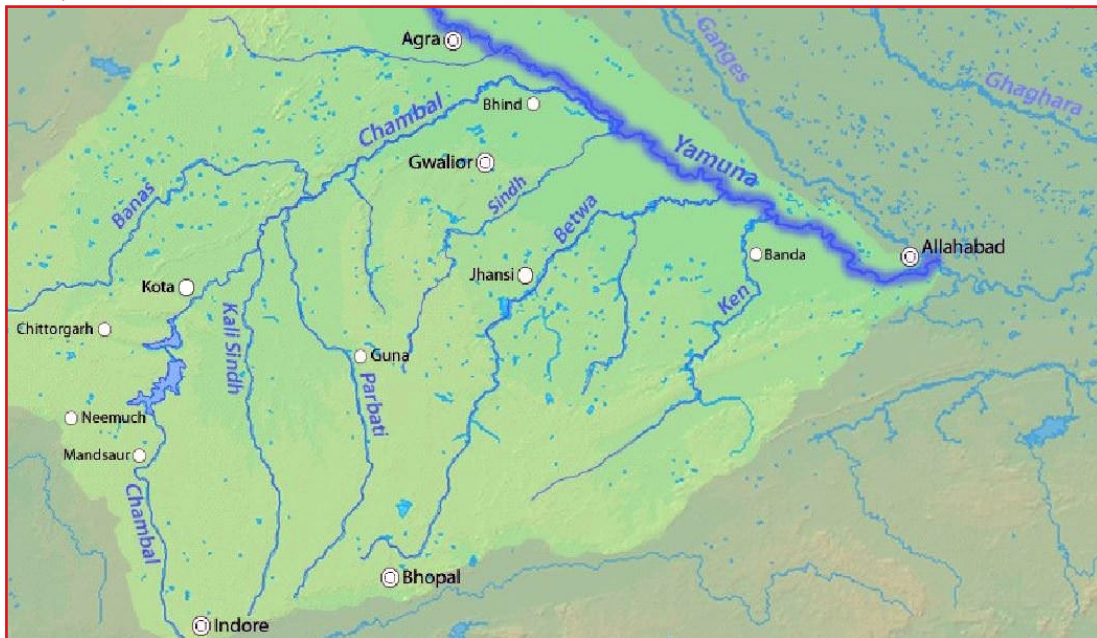 Agra
Ganges
Ghaghara
Bhind
Chambal
Gwalior
Yamuna
Banas
Sindh
Betwa
Allahabad
Banda
Jhansi
Kota
Ken
Chittorgarh
Kali Sindh
Guna
Parbati
Neemuch
Mandsaur
Chambal
Bhopal
Indore